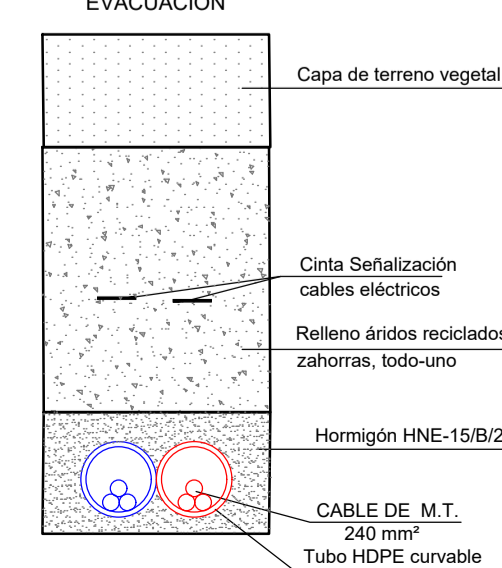 EVACUACIÓN
Capa de terreno vegetal
Cinta Señalización
cables eléctricos
Relleno áridos reciclados
zahorras, todo-uno
Hormigón HNE-15/B/2
CABLE DE M.T.
240 mm²
Tubo HDPE curvable